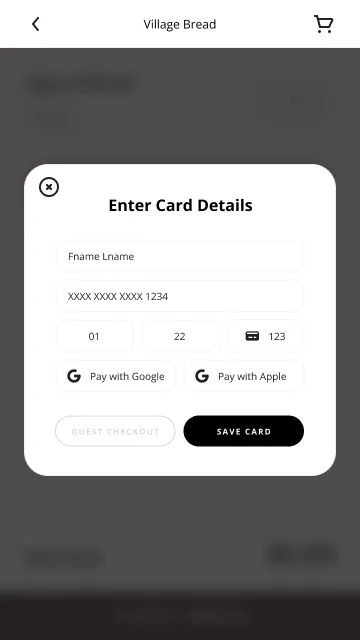 Village Bread
Enter Card Details
Fname Lname
XXXX XXXX XXXX 1234
01 22 123
Pay with Google Pay with Apple
GUEST CHECKOUT SAVE CARD